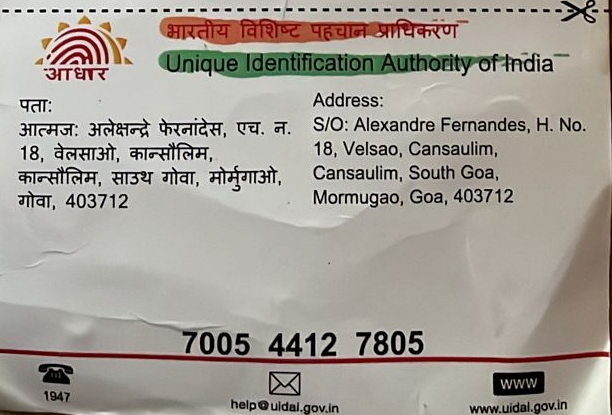 भारतीय विशिष्ट पहचान प्राधिकरण
आधार
Unique Identification Authority of India
पता:
आत्मज: अलेक्षन्द्रे फेरनांदेस, एच. न.
18, वेलसाओ, कान्सौलिम,
कान्सौलिम, साउथ गोवा, मोर्मुगाओ,
गोवा, 403712
Address:
S/O: Alexandre Fernandes, H. No.
18, Velsao, Cansaulim,
Cansaulim, South Goa,
Mormugao, Goa, 403712
7005 4412 7805
1947
help@uidai.gov.in
WWW
www.uidai.gov.in